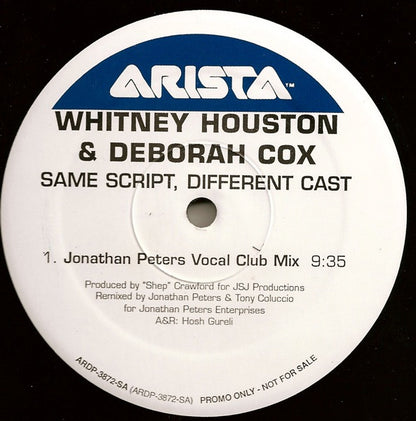 ARISTA™
WHITNEY HOUSTON
& DEBORAH COX
SAME SCRIPT, DIFFERENT CAST
1. Jonathan Peters Vocal Club Mix 9:35
Produced by "Shep" Crawford for JSJ Productions
Remixed by Jonathan Peters & Tony Coluccio
for Jonathan Peters Enterprises
A&R: Hosh Gureli
ARDP-3872-SA (ARDP-3872-SA) PROMO ONLY - NOT FOR SALE